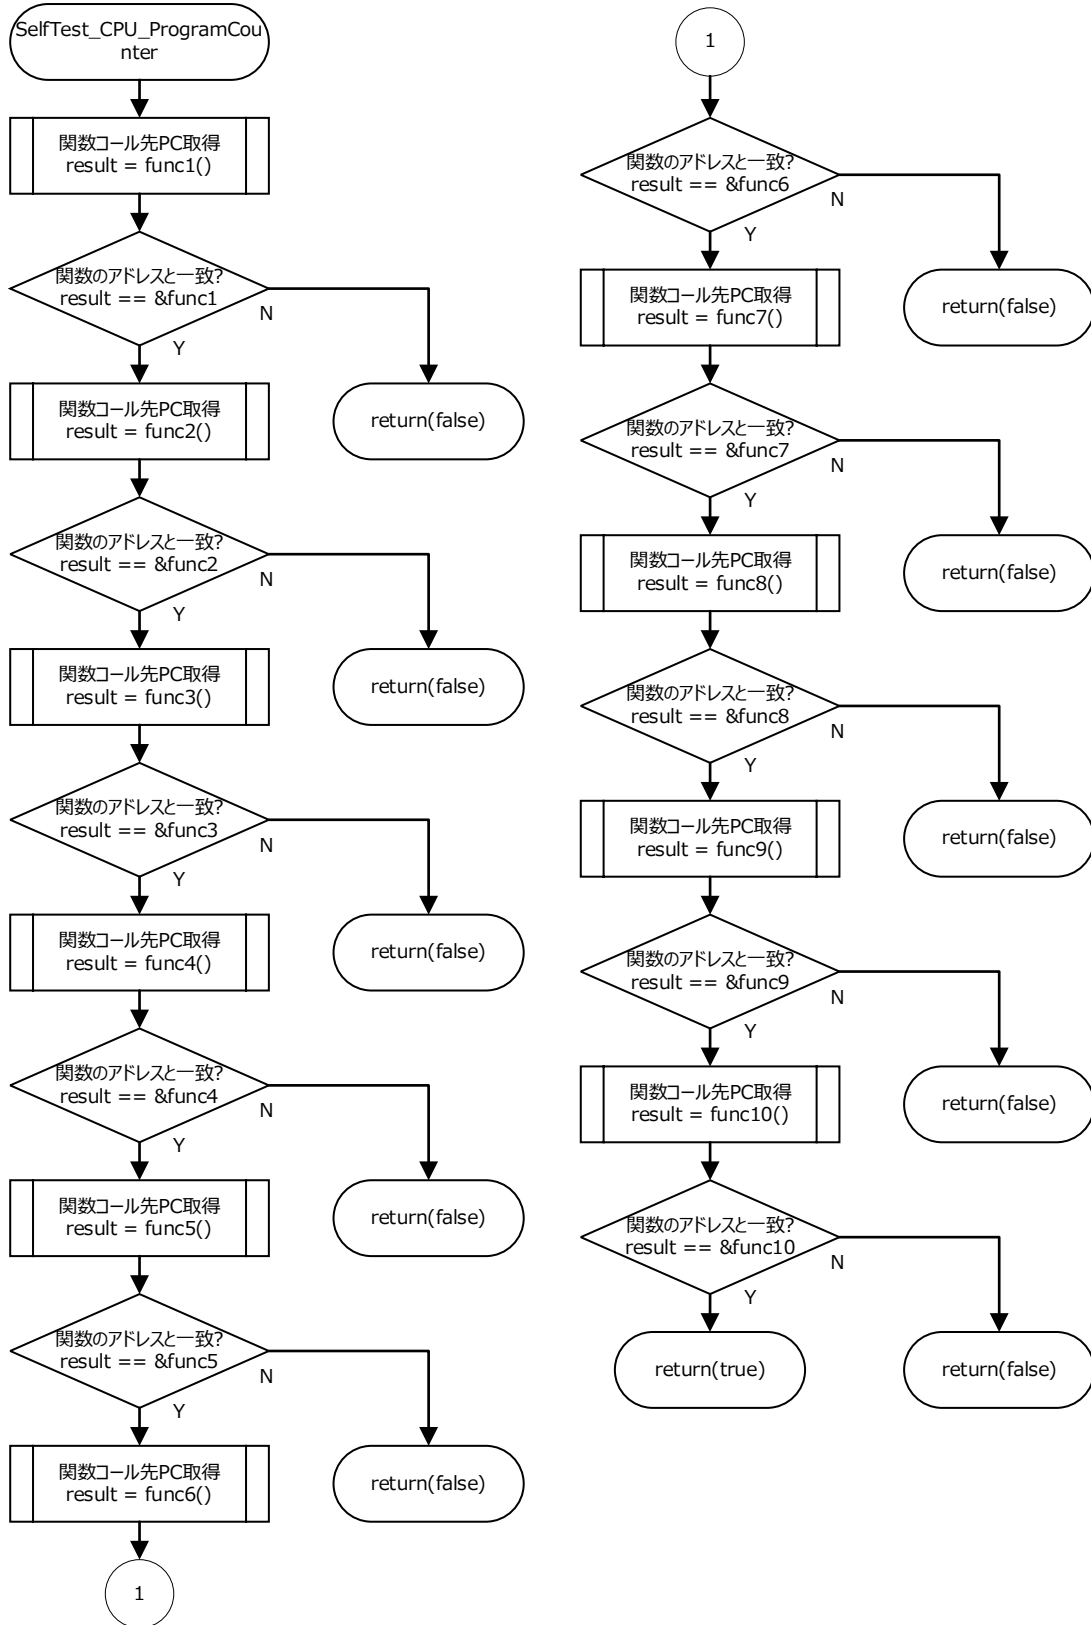 SelfTest_CPU_ProgramCou
nter
関数コール先PC取得
result = func1()
関数のアドレスと一致?
result == &func1
N
Y
関数コール先PC取得
result = func2()
return(false)
関数のアドレスと一致?
result == &func2
N
Y
関数コール先PC取得
result = func3()
return(false)
関数のアドレスと一致?
result == &func3
N
Y
関数コール先PC取得
result = func4()
return(false)
関数のアドレスと一致?
result == &func4
N
Y
関数コール先PC取得
result = func5()
return(false)
関数のアドレスと一致?
result == &func5
N
Y
関数コール先PC取得
result = func6()
return(false)
1
1
関数のアドレスと一致?
result == &func6
N
Y
関数コール先PC取得
result = func7()
return(false)
関数のアドレスと一致?
result == &func7
N
Y
関数コール先PC取得
result = func8()
return(false)
関数のアドレスと一致?
result == &func8
N
Y
関数コール先PC取得
result = func9()
return(false)
関数のアドレスと一致?
result == &func9
N
Y
関数コール先PC取得
result = func10()
return(false)
関数のアドレスと一致?
result == &func10
N
Y
return(true)
return(false)